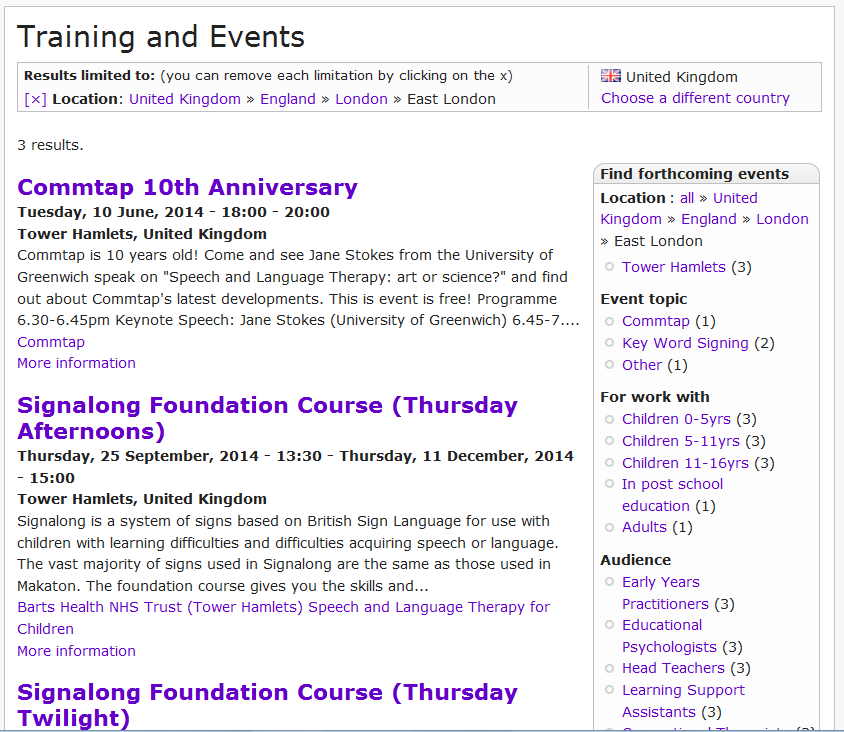 Training and Events
Results limited to: (you can remove each limitation by clicking on the x)
[×] Location: United Kingdom » England » London » East London
United Kingdom
Choose a different country
3 results.
Commtap 10th Anniversary
Tuesday, 10 June, 2014 - 18:00 - 20:00
Tower Hamlets, United Kingdom
Commtap is 10 years old! Come and see Jane Stokes from the University of
Greenwich speak on "Speech and Language Therapy: art or science?" and find
out about Commtap's latest developments. This is event is free! Programme
6.30-6.45pm Keynote Speech: Jane Stokes (University of Greenwich) 6.45-7....
Commtap
More information
Signalong Foundation Course (Thursday
Afternoons)
Thursday, 25 September, 2014 - 13:30 - Thursday, 11 December, 2014
- 15:00
Tower Hamlets, United Kingdom
Signalong is a system of signs based on British Sign Language for use with
children with learning difficulties and difficulties acquiring speech or language.
The vast majority of signs used in Signalong are the same as those used in
Makaton. The foundation course gives you the skills and...
Barts Health NHS Trust (Tower Hamlets) Speech and Language Therapy for
Children
More information
Signalong Foundation Course (Thursday
Twilight)
Find forthcoming events
Location : all » United
Kingdom » England » London
» East London
Tower Hamlets (3)
Event topic
Commtap (1)
Key Word Signing (2)
Other (1)
For work with
Children 0-5yrs (3)
Children 5-11yrs (3)
Children 11-16yrs (3)
In post school
education (1)
Adults (1)
Audience
Early Years
Practitioners (3)
Educational
Psychologists (3)
Head Teachers (3)
Learning Support
Assistants (3)